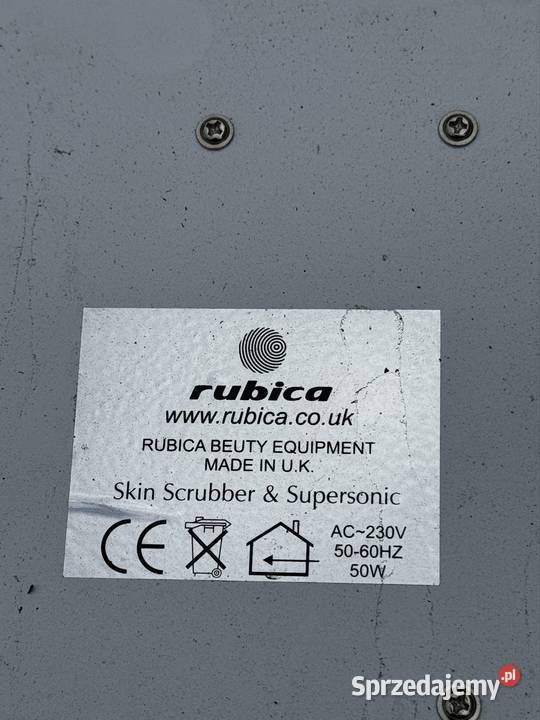 rubica
www.rubica.co.uk
RUBICA BEUTY EQUIPMENT
MADE IN U.K.
Skin Scrubber & Supersonic
CE
AC~230V
50-60HZ
50W
Sprzedajemy.pl